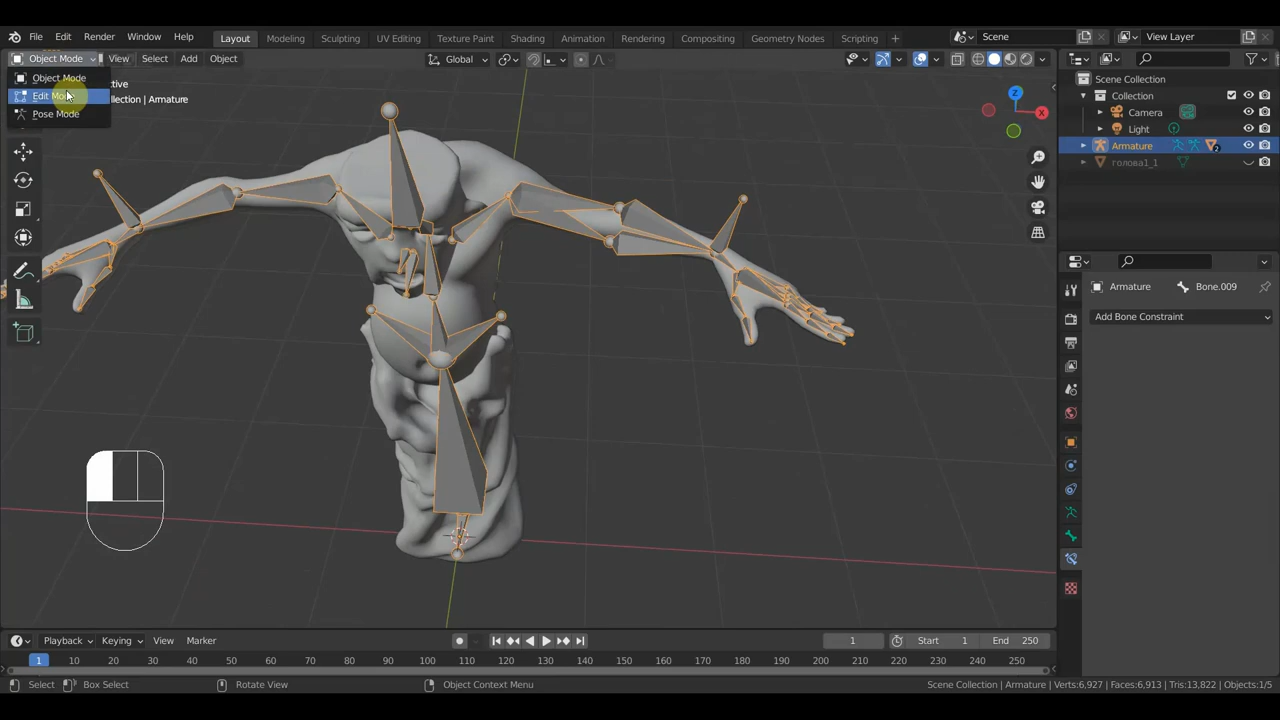 File Edit Render Window Help Layout Modeling Sculpting UV Editing Texture Paint Shading Animation Rendering Compositing Geometry Nodes Scripting Scene View Layer
Object Mode View Select Add Object Global
Object Mode
Edit Mode
Pose Mode
tive
llection | Armature
X
Z
Scene Collection
Collection
Camera
Light
Armature
2
голова1_1
Armature Bone.009
Add Bone Constraint
Playback Keying View Marker 1 Start 1 End 250
1 10 20 30 40 50 60 70 80 90 100 110 120 130 140 150 160 170 180 190 200 210 220 230 240 250
Select Box Select Rotate View Object Context Menu Scene Collection | Armature | Verts:6,927 | Faces:6,913 | Tris:13,822 | Objects:1/5